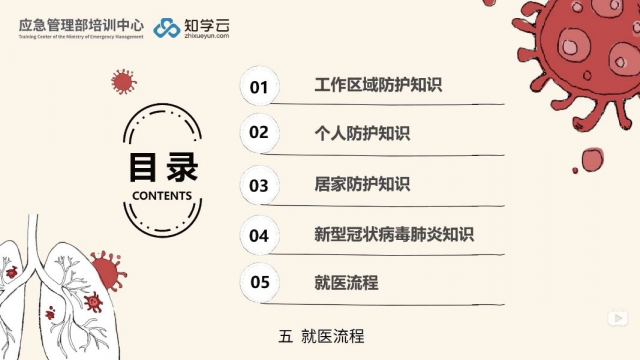 应急管理部培训中心
Training Center of the Ministry of Emergency Management
知学云
zhixueyun.com
目录
CONTENTS
01 工作区域防护知识
02 个人防护知识
03 居家防护知识
04 新型冠状病毒肺炎知识
05 就医流程
五 就医流程